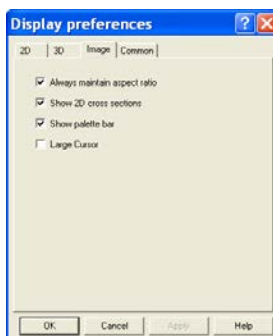 Display preferences
2D 3D Image Common
Always maintain aspect ratio
Show 2D cross sections
Show palette bar
Large Cursor
OK Cancel Apply Help